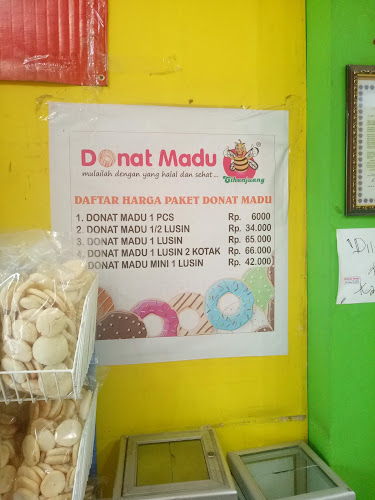 Donat Madu
mulailah dengan yang halal dan sehat...
Cihanjuang
®
DAFTAR HARGA PAKET DONAT MADU
1. DONAT MADU 1 PCS Rp. 6000
2. DONAT MADU 1/2 LUSIN Rp. 34.000
3. DONAT MADU 1 LUSIN Rp. 65.000
4. DONAT MADU 1 LUSIN 2 KOTAK Rp. 66.000
DONAT MADU MINI 1 LUSIN Rp. 42.000